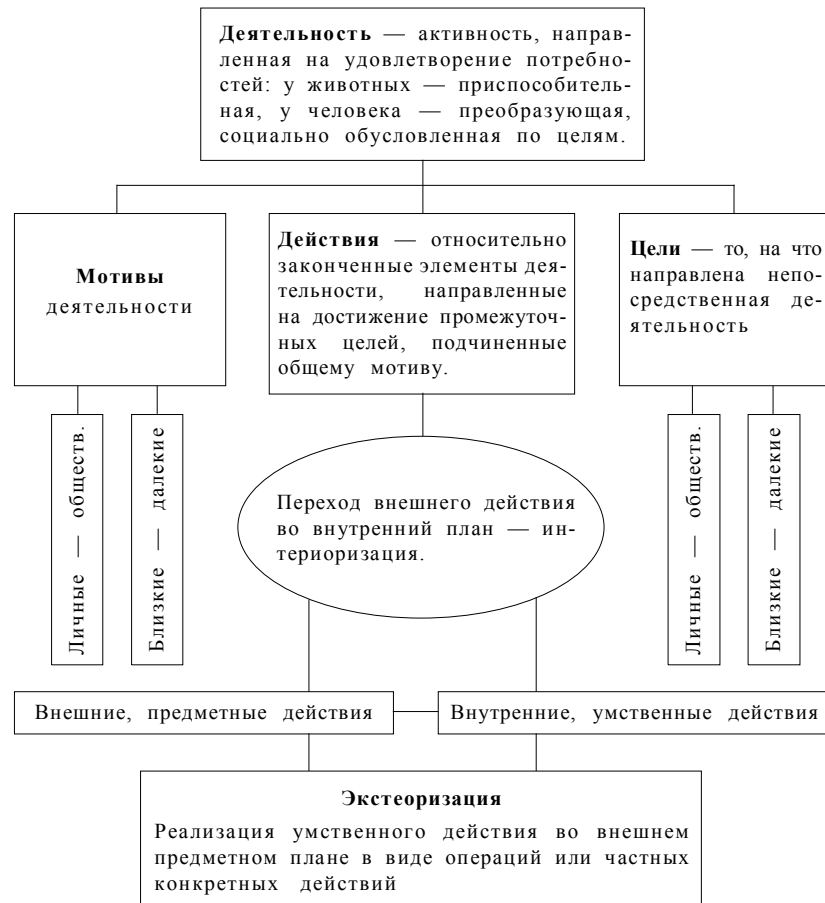 Деятельность — активность, направ-
ленная на удовлетворение потребно-
стей: у животных — приспособитель-
ная, у человека — преобразующая,
социально обусловленная по целям.
Мотивы
деятельности
Действия — относительно
законченные элементы дея-
тельности, направленные
на достижение промежуточ-
ных целей, подчиненные
общему мотиву.
Цели — то, на что
направлена непо-
средственная де-
ятельность
Личные — обществ.
Близкие — далекие
Переход внешнего действия
во внутренний план — ин-
териоризация.
Личные — обществ.
Близкие — далекие
Внешние, предметные действия
Внутренние, умственные действия
Экстеоризация
Реализация умственного действия во внешнем
предметном плане в виде операций или частных
конкретных действий